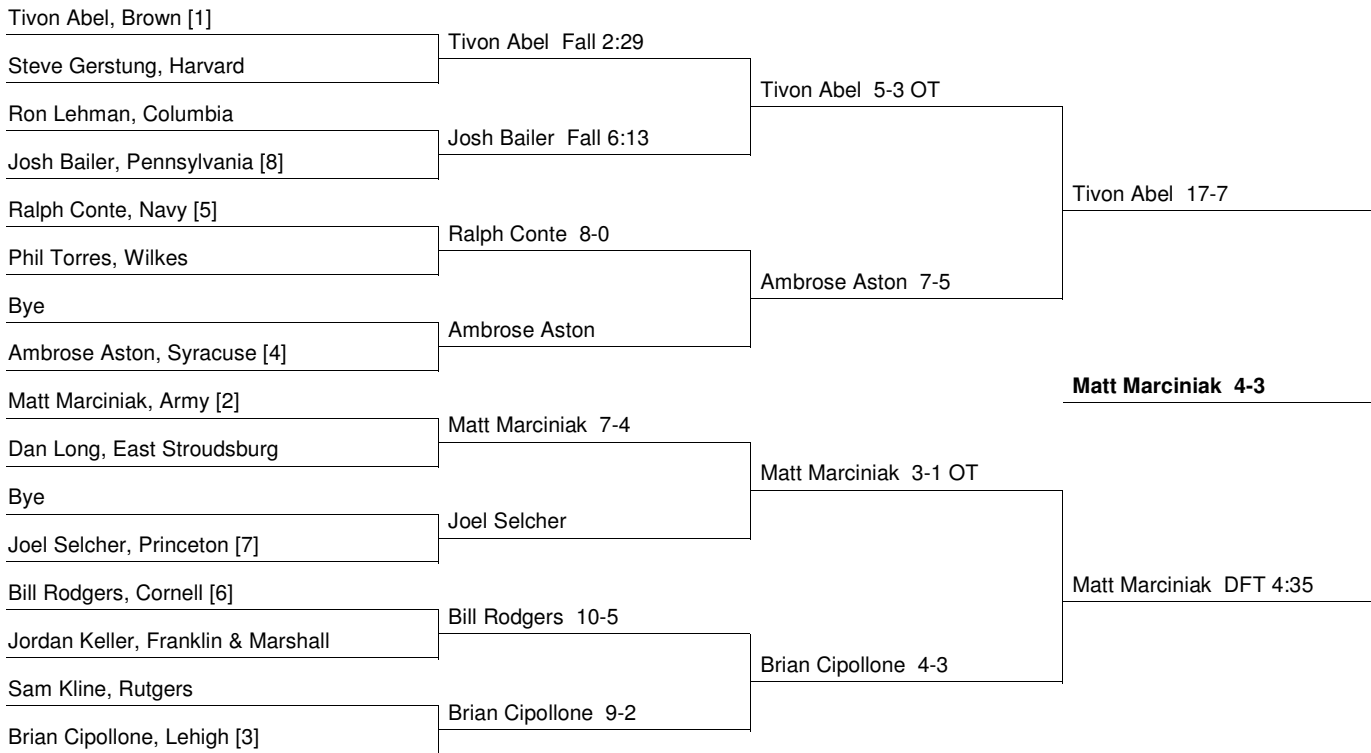 Tivon Abel, Brown [1]
Tivon Abel Fall 2:29
Steve Gerstung, Harvard
Tivon Abel 5-3 OT
Ron Lehman, Columbia
Josh Bailer Fall 6:13
Josh Bailer, Pennsylvania [8]
Tivon Abel 17-7
Ralph Conte, Navy [5]
Ralph Conte 8-0
Phil Torres, Wilkes
Ambrose Aston 7-5
Bye
Ambrose Aston
Ambrose Aston, Syracuse [4]
Matt Marciniak 4-3
Matt Marciniak, Army [2]
Matt Marciniak 7-4
Dan Long, East Stroudsburg
Matt Marciniak 3-1 OT
Bye
Joel Selcher
Joel Selcher, Princeton [7]
Matt Marciniak DFT 4:35
Bill Rodgers, Cornell [6]
Bill Rodgers 10-5
Jordan Keller, Franklin & Marshall
Brian Cipollone 4-3
Sam Kline, Rutgers
Brian Cipollone 9-2
Brian Cipollone, Lehigh [3]